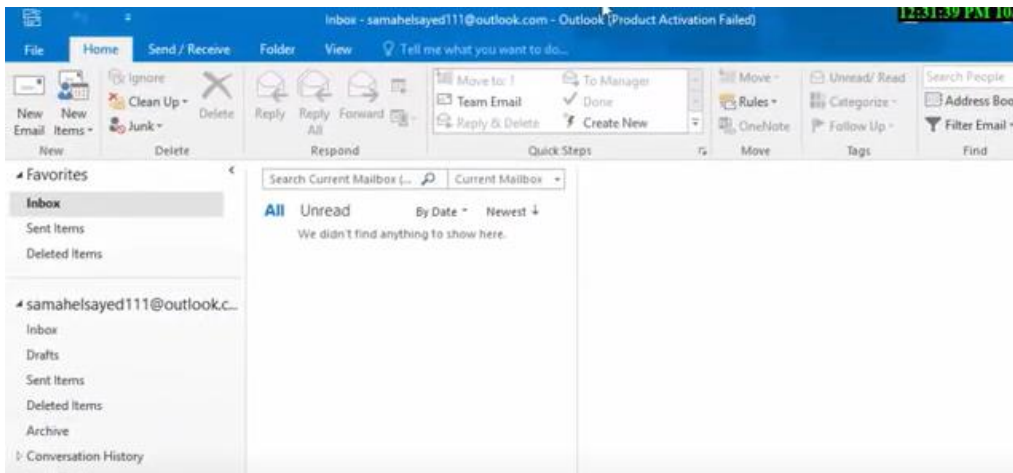 Inbox - samahelsayed111@outlook.com - Outlook (Product Activation Failed)
12:31:39 PM 10
File Home Send / Receive Folder View Tell me what you want to do...
New Email
New Items
Ignore
Clean Up
Junk
Delete
Reply
Reply All
Forward
Move to: ?
Team Email
Reply & Delete
To Manager
Done
Create New
Move
Rules
OneNote
Unread/ Read
Categorize
Follow Up
Search People
Address Boo
Filter Email
New Delete Respond Quick Steps Move Tags Find
Favorites
Inbox
Sent Items
Deleted Items
samahelsayed111@outlook.c...
Inbox
Drafts
Sent Items
Deleted Items
Archive
Conversation History
Search Current Mailbox (... Current Mailbox
All Unread By Date Newest
We didn't find anything to show here.